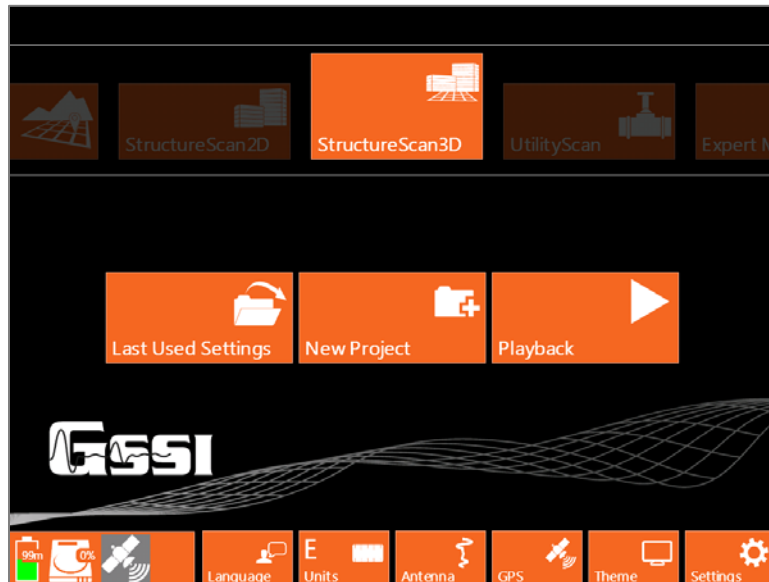 StructureScan2D
StructureScan3D
UtilityScan
Expert M
Last Used Settings
New Project
Playback
GSSI
99m
0%
Language
E
Units
Antenna
GPS
Theme
Settings